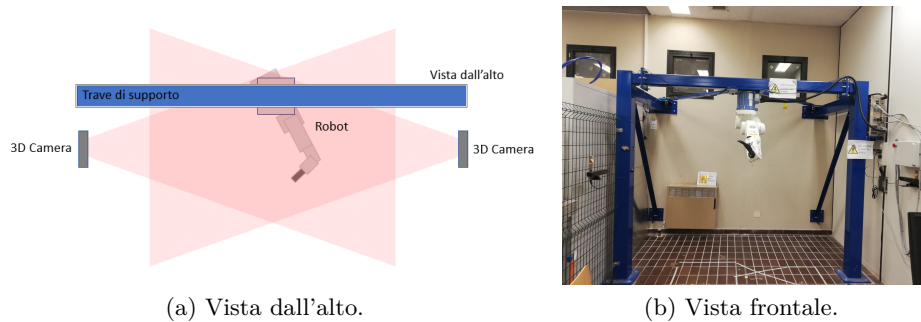 Vista dall'alto
Trave di supporto
Robot
3D Camera
3D Camera
(a) Vista dall'alto.
(b) Vista frontale.